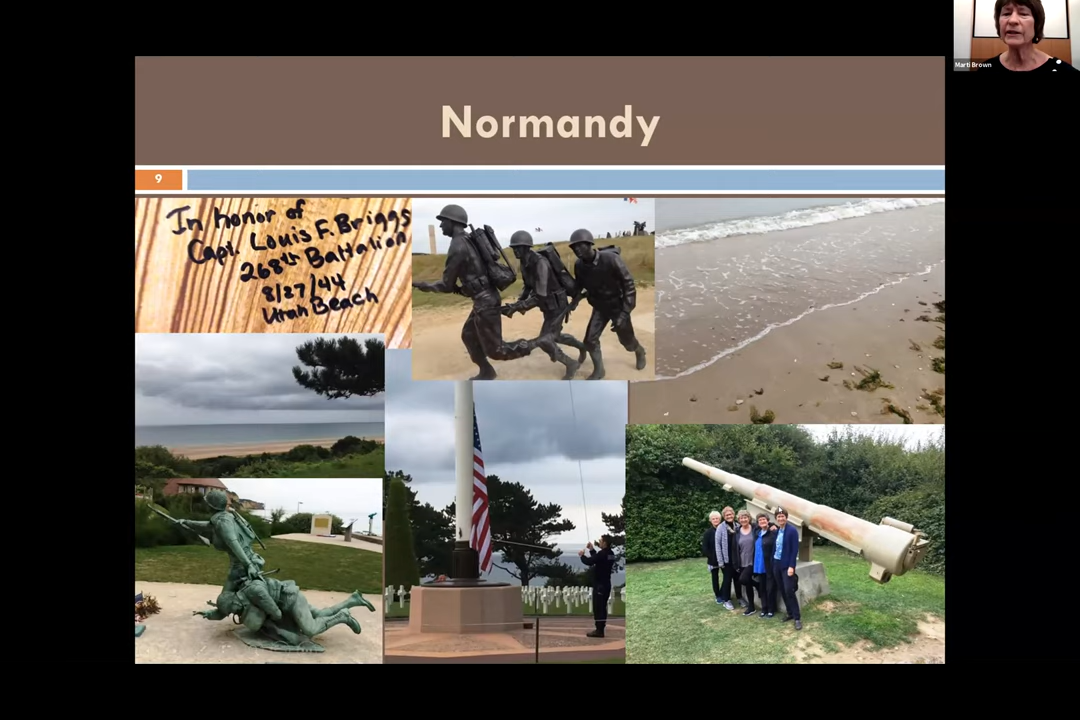 Marti Brown
Normandy
9
In honor of
Capt. Louis F. Briggs
268th Battalion
8/27/44
Utah Beach